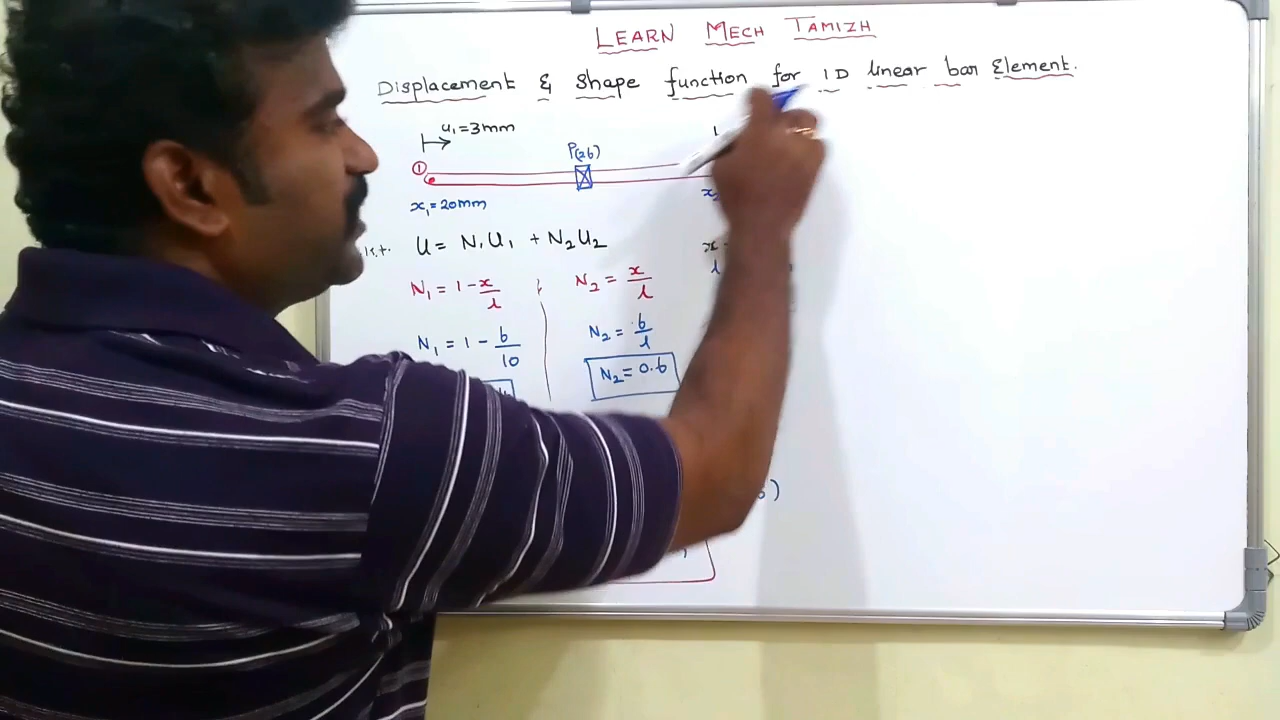 LEARN MECH TAMIZH
Displacement & Shape function for 1D linear bar Element.
u₁=3mm
P(26)
①
x₁=20mm
U= N₁U₁ + N₂U₂
N₁ = 1-x/l
N₂ = x/l
N₁ = 1 - 6/10
N₂ = 6/l
N₂ = 0.6